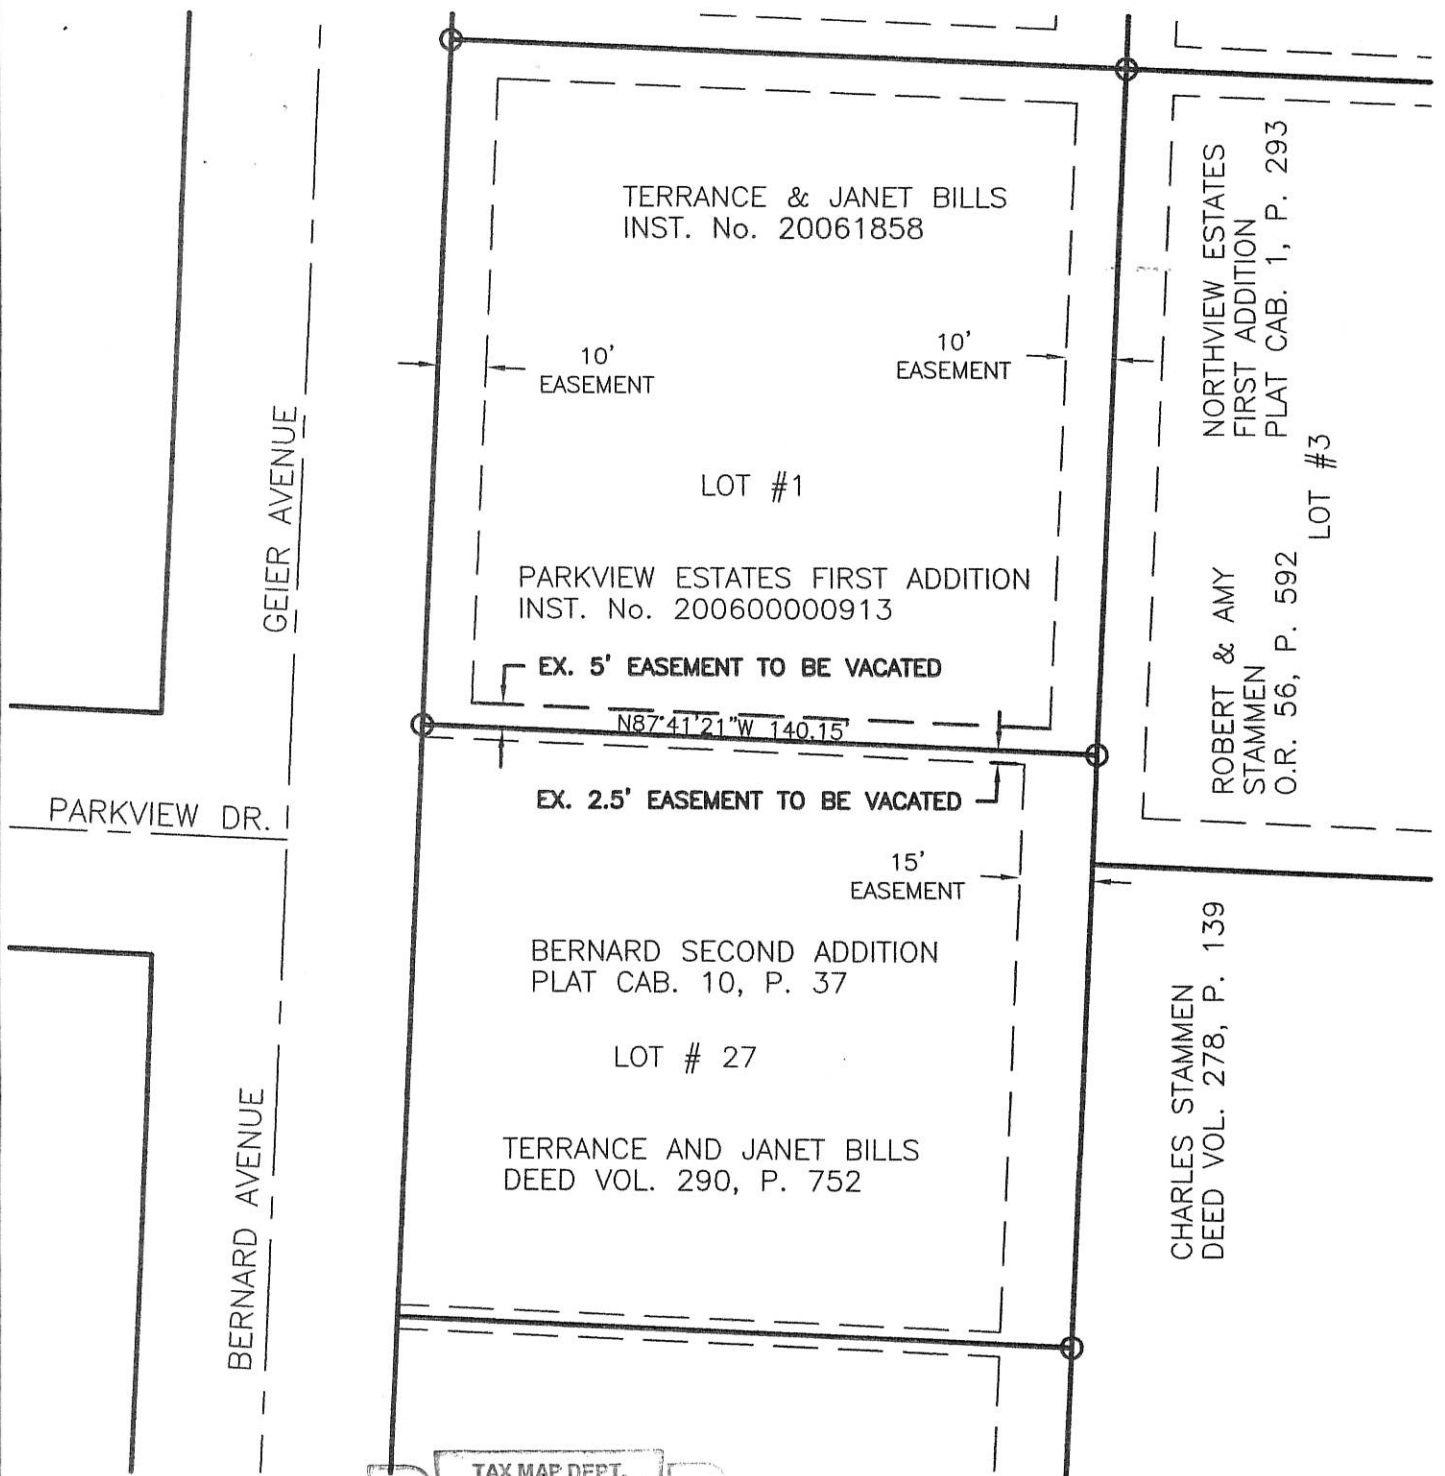 TERRANCE & JANET BILLS
INST. No. 20061858
10'
EASEMENT
10'
EASEMENT
LOT #1
PARKVIEW ESTATES FIRST ADDITION
INST. No. 200600000913
EX. 5' EASEMENT TO BE VACATED
N87°41'21"W 140.15'
EX. 2.5' EASEMENT TO BE VACATED
15'
EASEMENT
BERNARD SECOND ADDITION
PLAT CAB. 10, P. 37
LOT # 27
TERRANCE AND JANET BILLS
DEED VOL. 290, P. 752
GEIER AVENUE
PARKVIEW DR.
BERNARD AVENUE
NORTHVIEW ESTATES
FIRST ADDITION
PLAT CAB. 1, P. 293
LOT #3
ROBERT & AMY
STAMMEN
O.R. 56, P. 592
CHARLES STAMMEN
DEED VOL. 278, P. 139
TAX MAP DEPT.